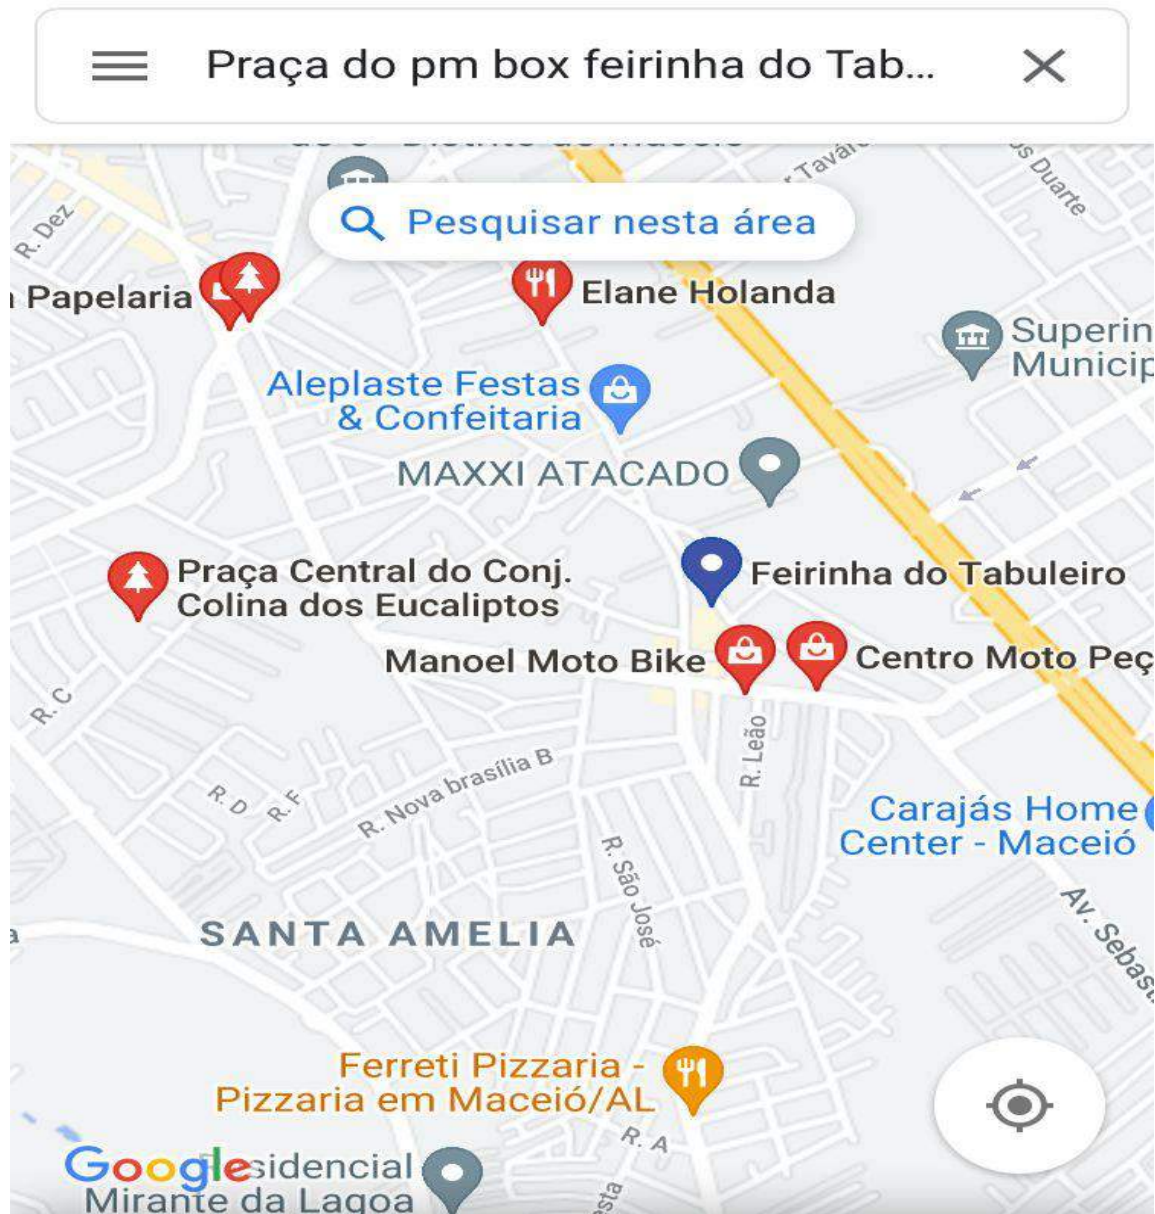 Praça do pm box feirinha do Tab...
Pesquisar nesta área
R. Dez
Papelaria
Elane Holanda
Superin
Municip
Aleplaste Festas
& Confeitaria
MAXXI ATACADO
Praça Central do Conj.
Colina dos Eucaliptos
Feirinha do Tabuleiro
Manoel Moto Bike
Centro Moto Peç
R. C
R. Leão
R. Nova brasília B
R. D
R. F
Carajás Home
Center - Maceió
R. São José
SANTA AMELIA
Av. Sebast
Ferreti Pizzaria -
Pizzaria em Maceió/AL
R. A
Google
sidencial
Mirante da Lagoa